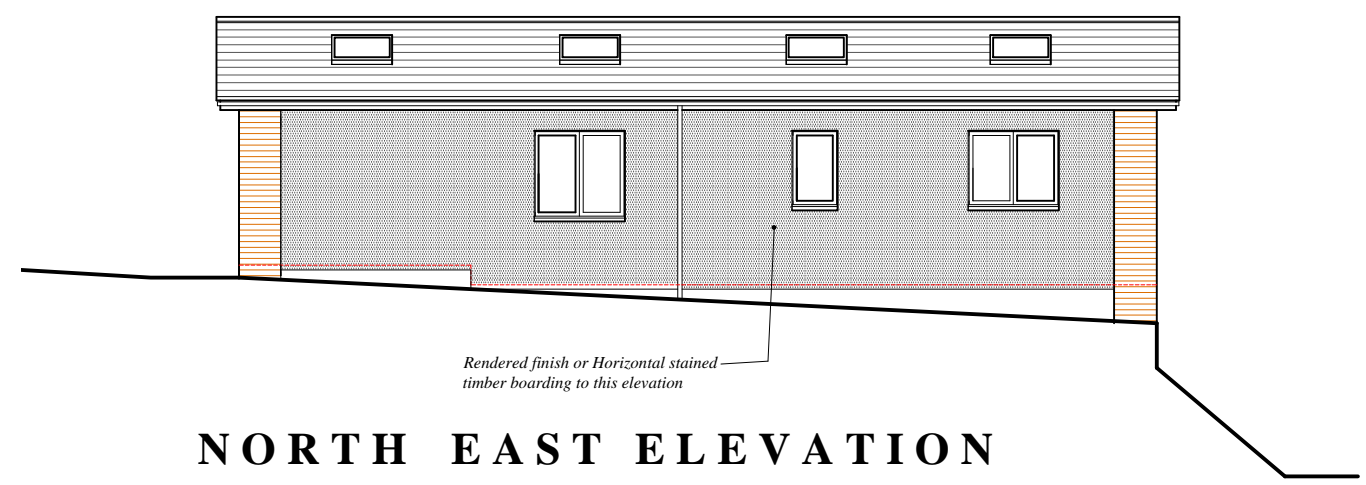 Rendered finish or Horizontal stained
timber boarding to this elevation
NORTH EAST ELEVATION